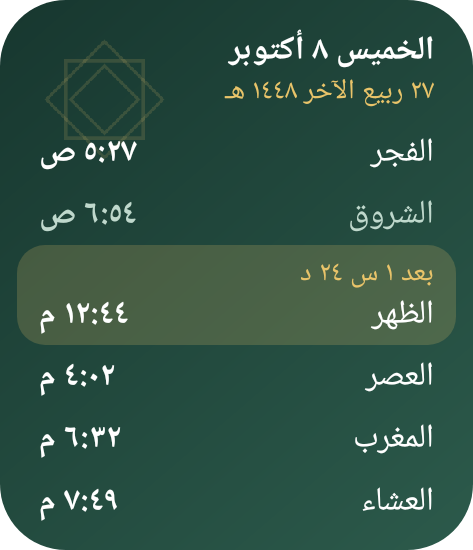 الخميس ٨ أكتوبر
٢٧ ربيع الآخر ١٤٤٨ هـ
الفجر ٥:٢٧ ص
الشروق ٦:٥٤ ص
بعد ١ س ٢٤ د
الظهر ١٢:٤٤ م
العصر ٤:٠٢ م
المغرب ٦:٣٢ م
العشاء ٧:٤٩ م